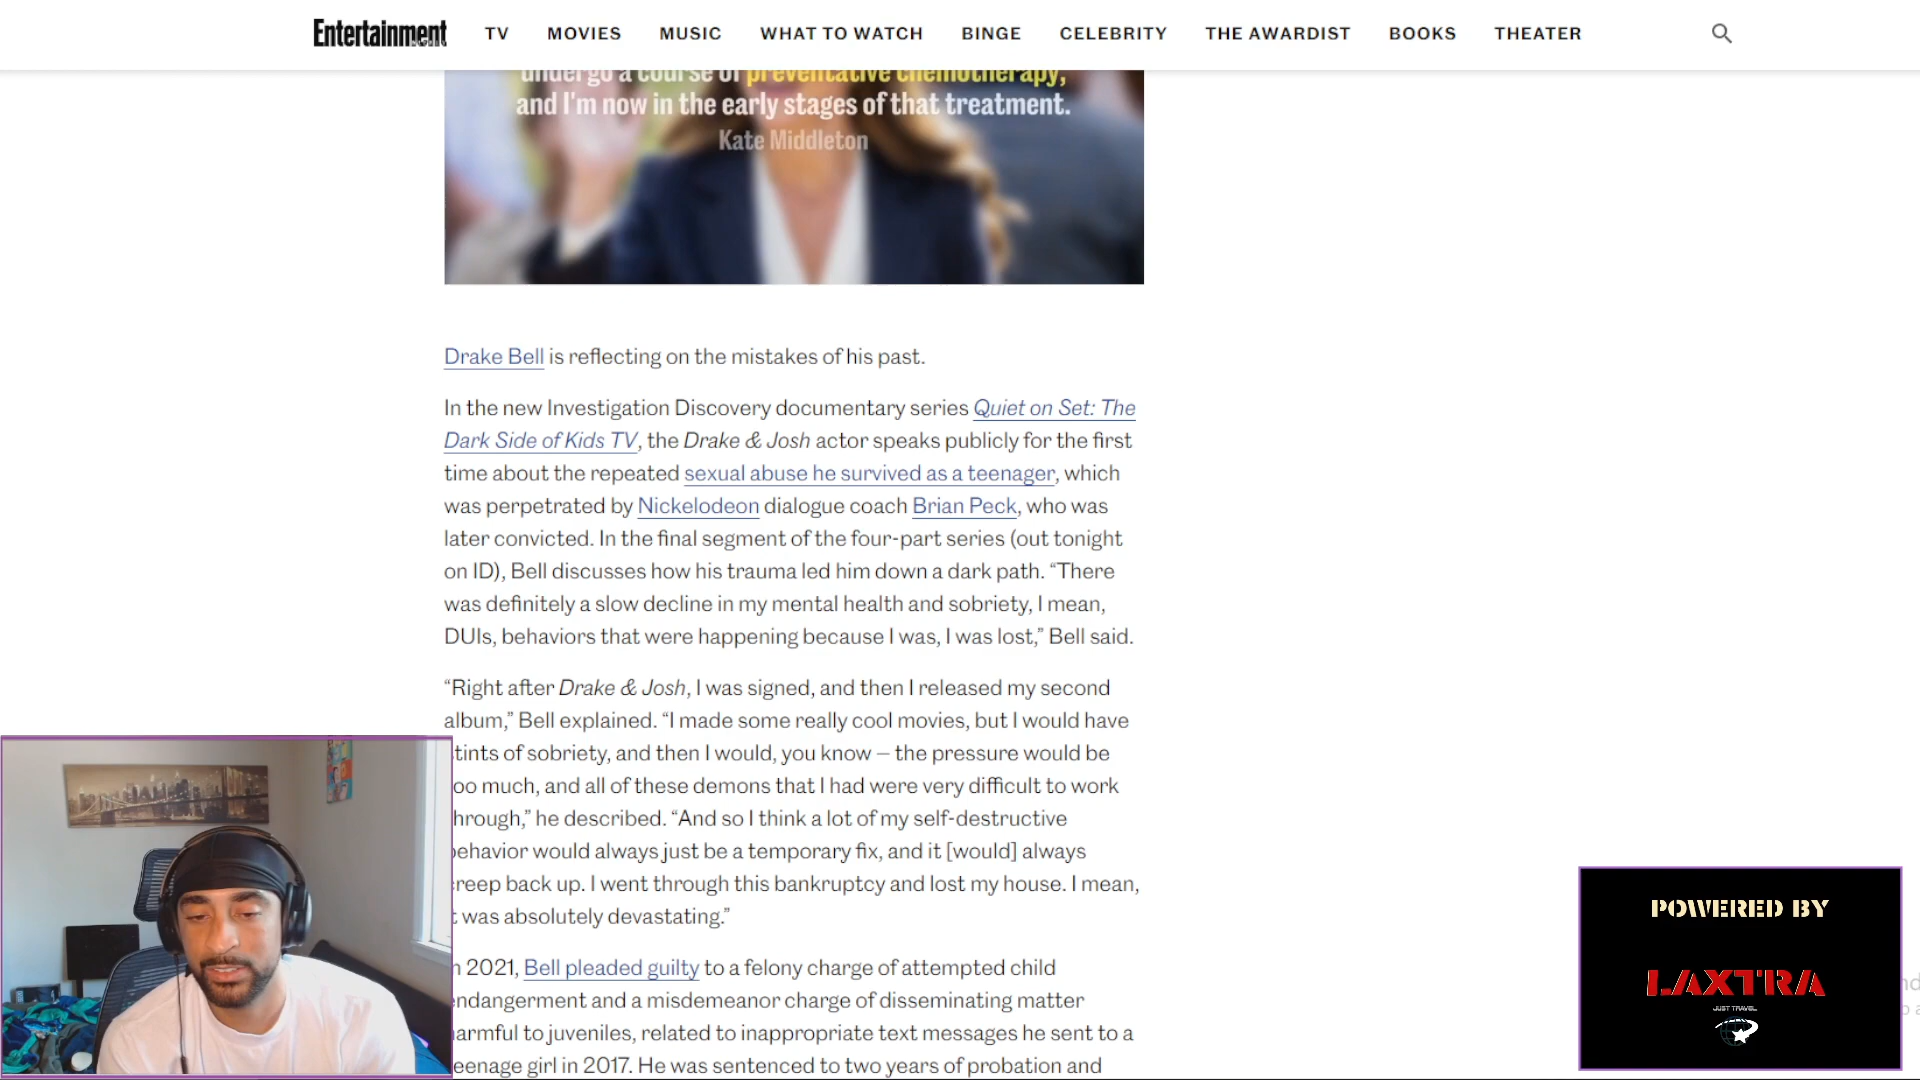 Entertainment
TV MOVIES MUSIC WHAT TO WATCH BINGE CELEBRITY THE AWARDIST BOOKS THEATER
undergo a course of preventative chemotherapy,
and I'm now in the early stages of that treatment.
Kate Middleton
Drake Bell is reflecting on the mistakes of his past.
In the new Investigation Discovery documentary series Quiet on Set: The
Dark Side of Kids TV, the Drake & Josh actor speaks publicly for the first
time about the repeated sexual abuse he survived as a teenager, which
was perpetrated by Nickelodeon dialogue coach Brian Peck, who was
later convicted. In the final segment of the four-part series (out tonight
on ID), Bell discusses how his trauma led him down a dark path. “There
was definitely a slow decline in my mental health and sobriety, I mean,
DUIs, behaviors that were happening because I was, I was lost,” Bell said.
“Right after Drake & Josh, I was signed, and then I released my second
album,” Bell explained. “I made some really cool movies, but I would have
tints of sobriety, and then I would, you know — the pressure would be
oo much, and all of these demons that I had were very difficult to work
hrough,” he described. “And so I think a lot of my self-destructive
behavior would always just be a temporary fix, and it [would] always
creep back up. I went through this bankruptcy and lost my house. I mean,
t was absolutely devastating.”
n 2021, Bell pleaded guilty to a felony charge of attempted child
endangerment and a misdemeanor charge of disseminating matter
harmful to juveniles, related to inappropriate text messages he sent to a
teenage girl in 2017. He was sentenced to two years of probation and
POWERED BY
LAXTRA
JUST TRAVEL